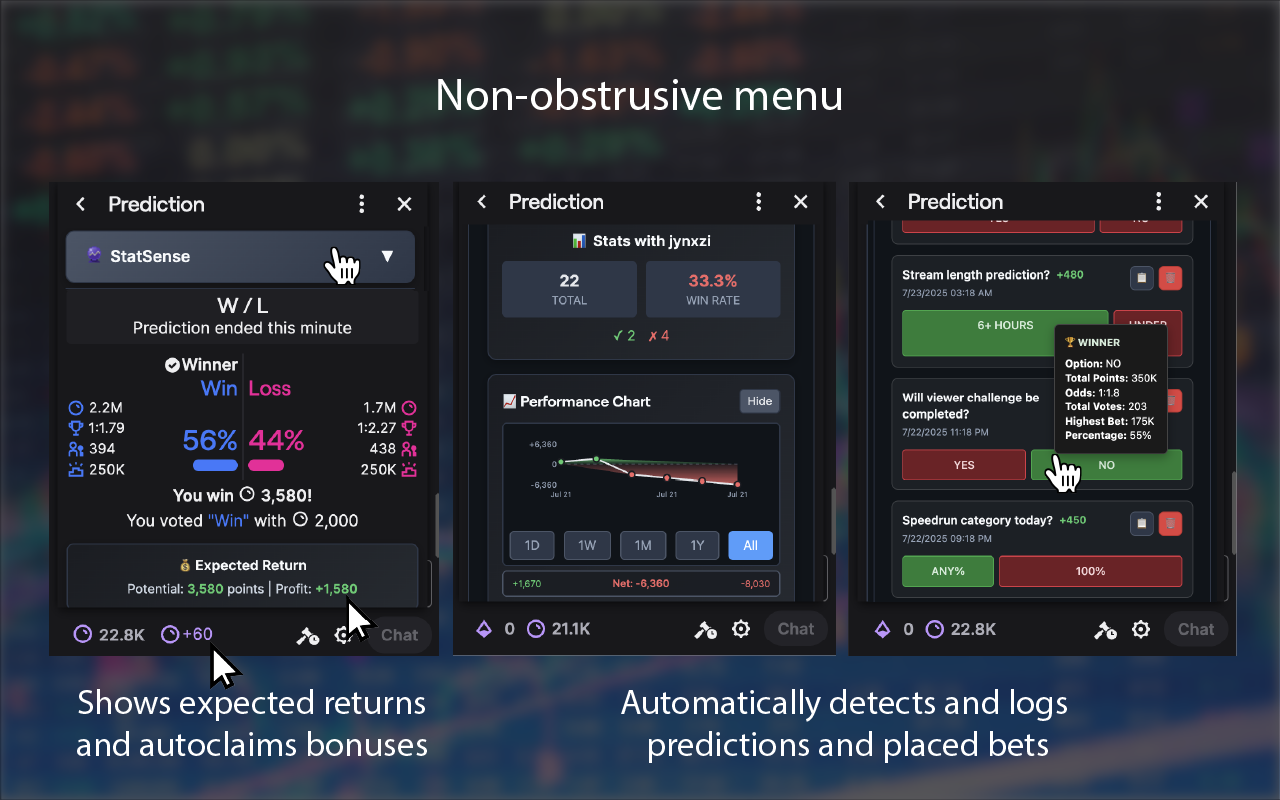 Non-obstrusive menu
Prediction
StatSense
W / L
Prediction ended this minute
Winner
Win Loss
2.2M
1:1.79
394
250K
56% 44%
1.7M
1:2.27
438
250K
You win 3,580!
You voted "Win" with 2,000
Expected Return
Potential: 3,580 points | Profit: +1,580
22.8K +60 Chat
Prediction
Stats with jynxzi
22 33.3%
TOTAL WIN RATE
✓ 2 ✗ 4
Performance Chart Hide
+6,360
0
-6,360
Jul 21 Jul 21 Jul 21
1D 1W 1M 1Y All
+1,670 Net: -6,360 -8,030
0 21.1K Chat
Prediction
Stream length prediction? +480
7/23/2025 03:18 AM
6+ HOURS UNDER
WINNER
Option: NO
Total Points: 350K
Odds: 1:1.8
Total Votes: 203
Highest Bet: 175K
Percentage: 55%
Will viewer challenge be
completed?
7/22/2025 11:18 PM
YES NO
Speedrun category today? +450
7/22/2025 09:18 PM
ANY% 100%
0 22.8K Chat
Shows expected returns
and autoclaims bonuses
Automatically detects and logs
predictions and placed bets